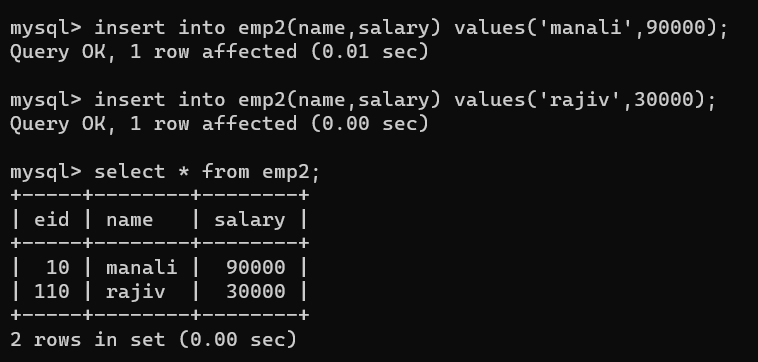 mysql> insert into emp2(name,salary) values('manali',90000);
Query OK, 1 row affected (0.01 sec)

mysql> insert into emp2(name,salary) values('rajiv',30000);
Query OK, 1 row affected (0.00 sec)

mysql> select * from emp2;
+-----+--------+--------+
| eid | name   | salary |
+-----+--------+--------+
|  10 | manali |  90000 |
| 110 | rajiv  |  30000 |
+-----+--------+--------+
2 rows in set (0.00 sec)